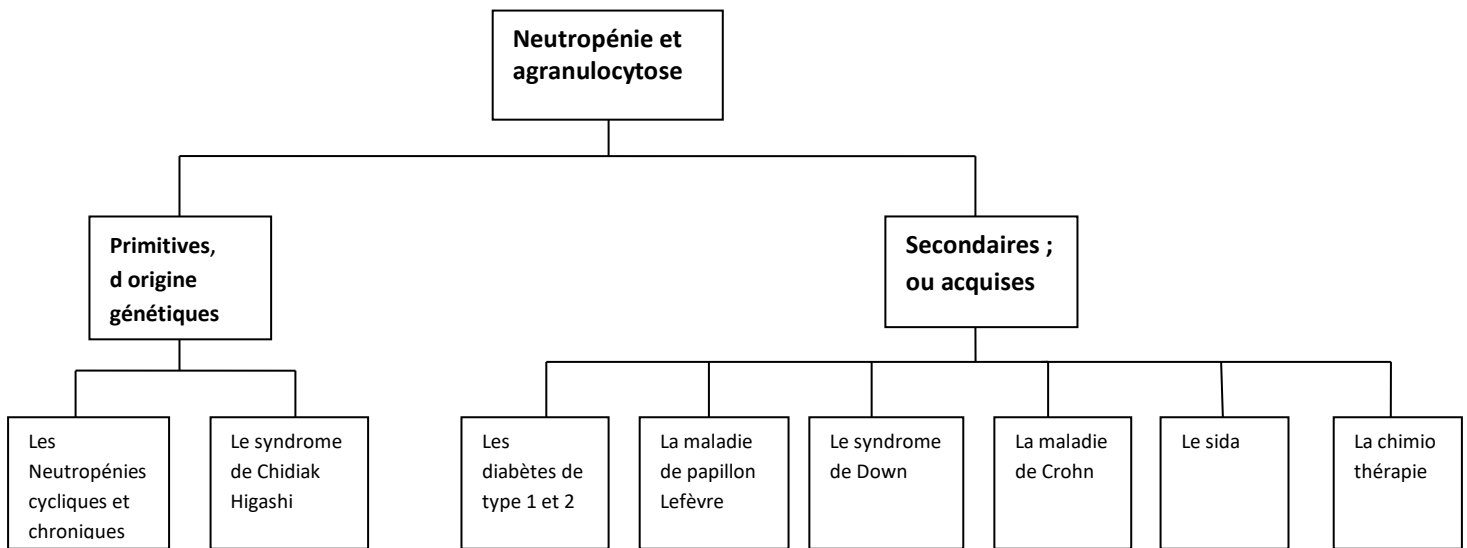 Neutropénie et
agranulocytose
Primitives,
d origine
génétiques
Secondaires ;
ou acquises
Les
Neutropénies
cycliques et
chroniques
Le syndrome
de Chidiak
Higashi
Les
diabètes de
type 1 et 2
La maladie
de papillon
Lefèvre
Le syndrome
de Down
La maladie
de Crohn
Le sida
La chimio
thérapie